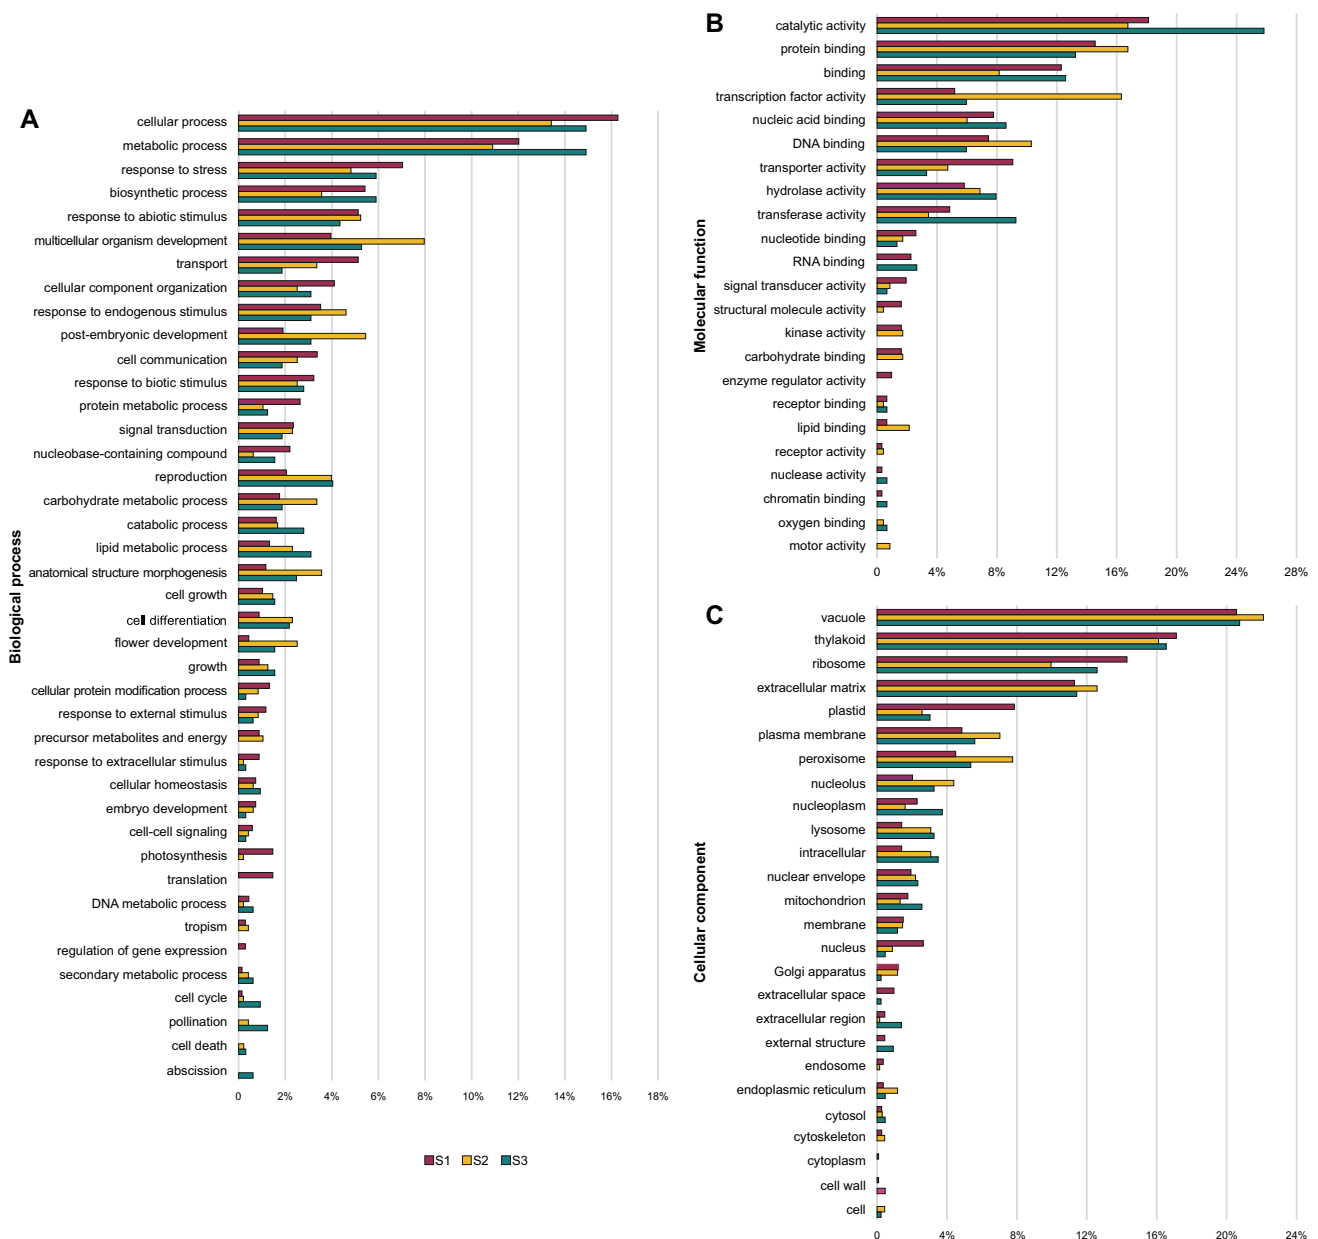 A
cellular process
metabolic process
response to stress
biosynthetic process
response to abiotic stimulus
multicellular organism development
transport
cellular component organization
response to endogenous stimulus
post-embryonic development
cell communication
response to biotic stimulus
protein metabolic process
signal transduction
nucleobase-containing compound
reproduction
carbohydrate metabolic process
catabolic process
lipid metabolic process
anatomical structure morphogenesis
cell growth
cell differentiation
flower development
growth
cellular protein modification process
response to external stimulus
precursor metabolites and energy
response to extracellular stimulus
cellular homeostasis
embryo development
cell-cell signaling
photosynthesis
translation
DNA metabolic process
tropism
regulation of gene expression
secondary metabolic process
cell cycle
pollination
cell death
abscission
Biological process
0 2% 4% 6% 8% 10% 12% 14% 16% 18%
S1 S2 S3
B
catalytic activity
protein binding
binding
transcription factor activity
nucleic acid binding
DNA binding
transporter activity
hydrolase activity
transferase activity
nucleotide binding
RNA binding
signal transducer activity
structural molecule activity
kinase activity
carbohydrate binding
enzyme regulator activity
receptor binding
lipid binding
receptor activity
nuclease activity
chromatin binding
oxygen binding
motor activity
Molecular function
0 4% 8% 12% 16% 20% 24% 28%
C
vacuole
thylakoid
ribosome
extracellular matrix
plastid
plasma membrane
peroxisome
nucleolus
nucleoplasm
lysosome
intracellular
nuclear envelope
mitochondrion
membrane
nucleus
Golgi apparatus
extracellular space
extracellular region
external structure
endosome
endoplasmic reticulum
cytosol
cytoskeleton
cytoplasm
cell wall
cell
Cellular component
0 4% 8% 12% 16% 20% 24%